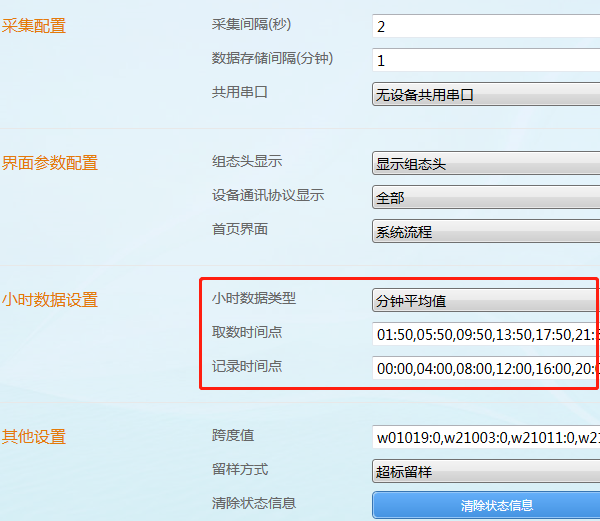 采集配置
采集间隔(秒)
2
数据存储间隔(分钟)
1
共用串口
无设备共用串口
界面参数配置
组态头显示
显示组态头
设备通讯协议显示
全部
首页界面
系统流程
小时数据设置
小时数据类型
分钟平均值
取数时间点
01:50,05:50,09:50,13:50,17:50,21:
记录时间点
00:00,04:00,08:00,12:00,16:00,20:
其他设置
跨度值
w01019:0,w21003:0,w21011:0,w21
留样方式
超标留样
清除状态信息
清除状态信息